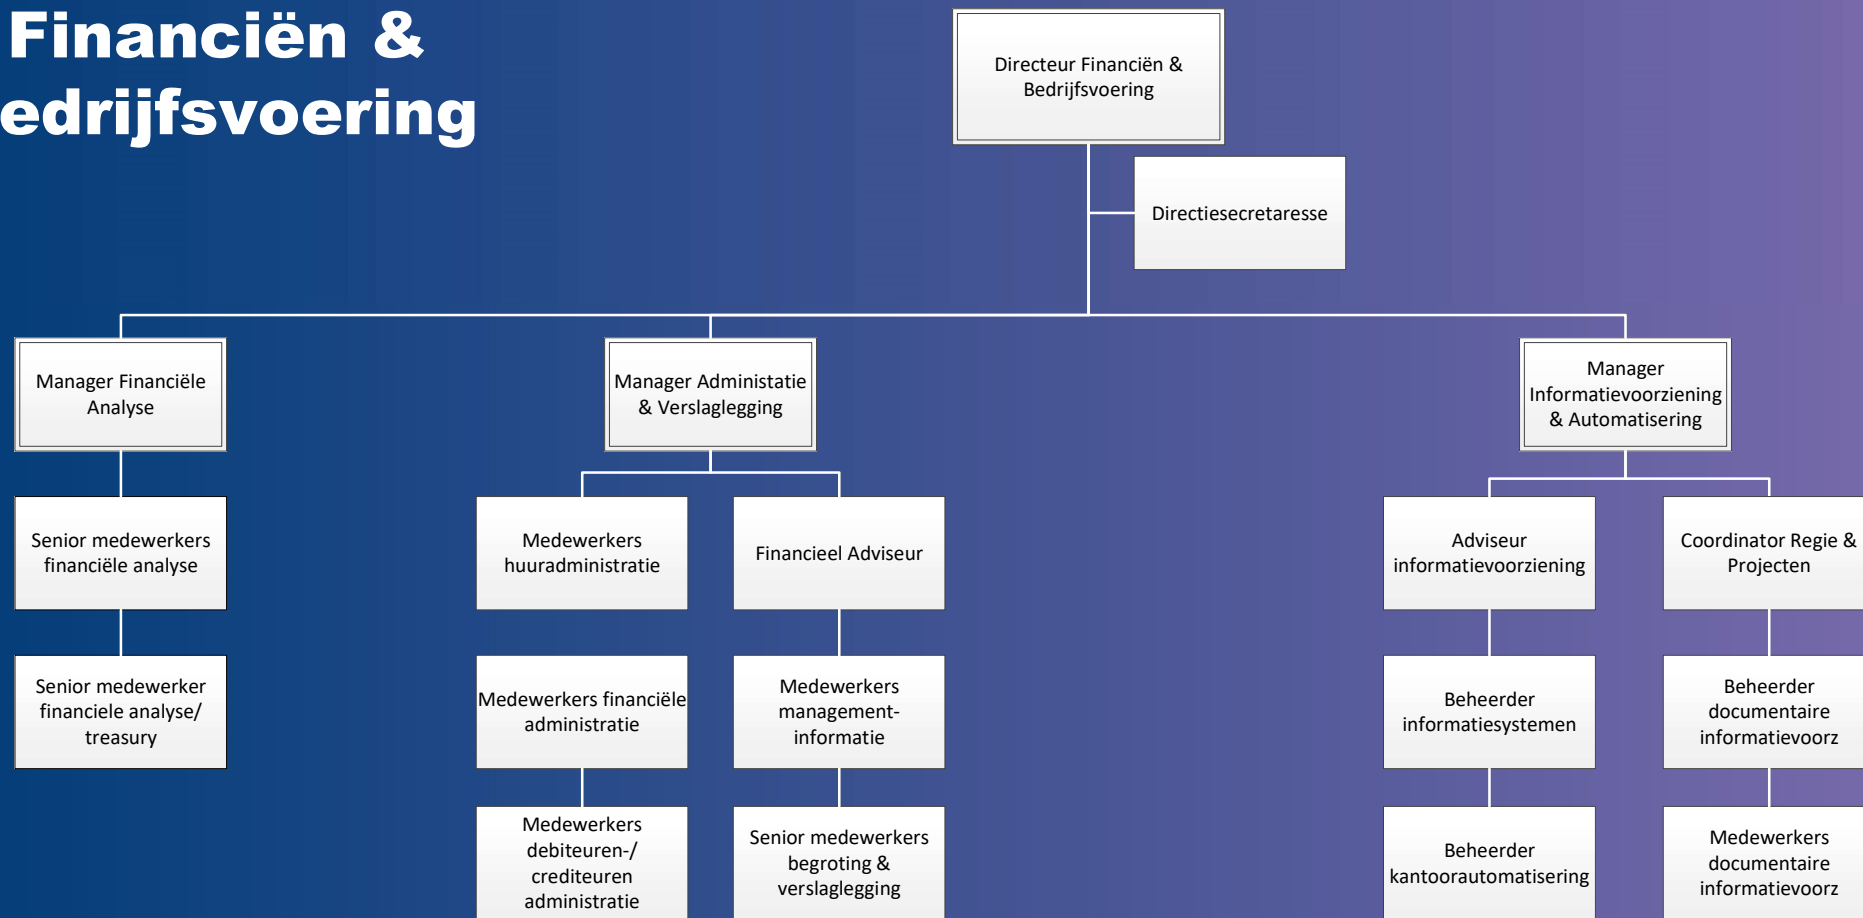 Financiën &
edrijfsvoering
Directeur Financiën &
Bedrijfsvoering
Directiesecretaresse
Manager Financiële
Analyse
Manager Administatie
& Verslaglegging
Manager
Informatievoorziening
& Automatisering
Senior medewerkers
financiële analyse
Medewerkers
huuradministratie
Financieel Adviseur
Adviseur
informatievoorziening
Coordinator Regie &
Projecten
Senior medewerker
financiele analyse/
treasury
Medewerkers financiële
administratie
Medewerkers
management-
informatie
Beheerder
informatiesystemen
Beheerder
documentaire
informatievoorz
Medewerkers
debiteuren-/
crediteuren
administratie
Senior medewerkers
begroting &
verslaglegging
Beheerder
kantoorautomatisering
Medewerkers
documentaire
informatievoorz